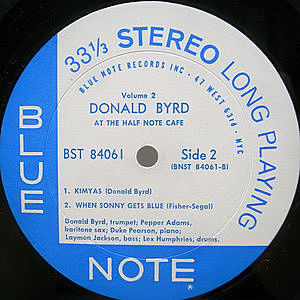 33 1/3 STEREO LONG PLAYING
BLUE NOTE RECORDS INC · 47 WEST 63rd · NYC
Volume 2
DONALD BYRD
AT THE HALF NOTE CAFE
BST 84061
Side 2
(BNST 84061-B)
1. KIMYAS (Donald Byrd)
2. WHEN SONNY GETS BLUE (Fisher-Segal)
Donald Byrd, trumpet; Pepper Adams,
baritone sax; Duke Pearson, piano;
Laymon Jackson, bass; Lex Humphries, drums.
BLUE
NOTE
®